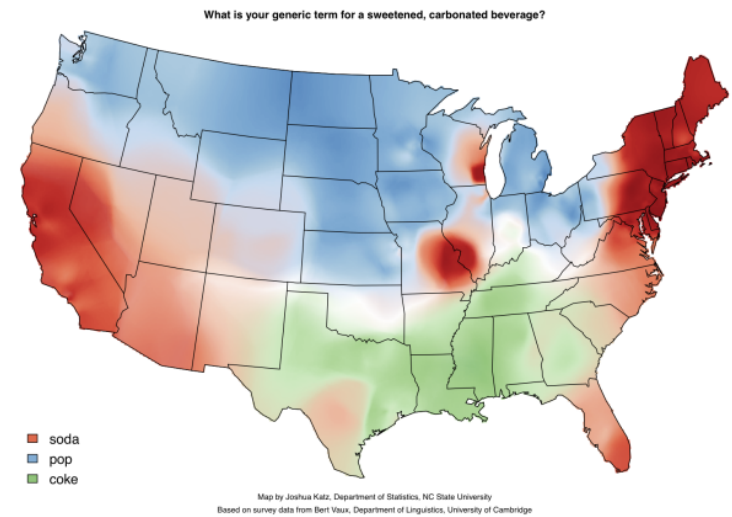 What is your generic term for a sweetened, carbonated beverage?
soda
pop
coke
Map by Joshua Katz, Department of Statistics, NC State University
Based on survey data from Bert Vaux, Department of Linguistics, University of Cambridge